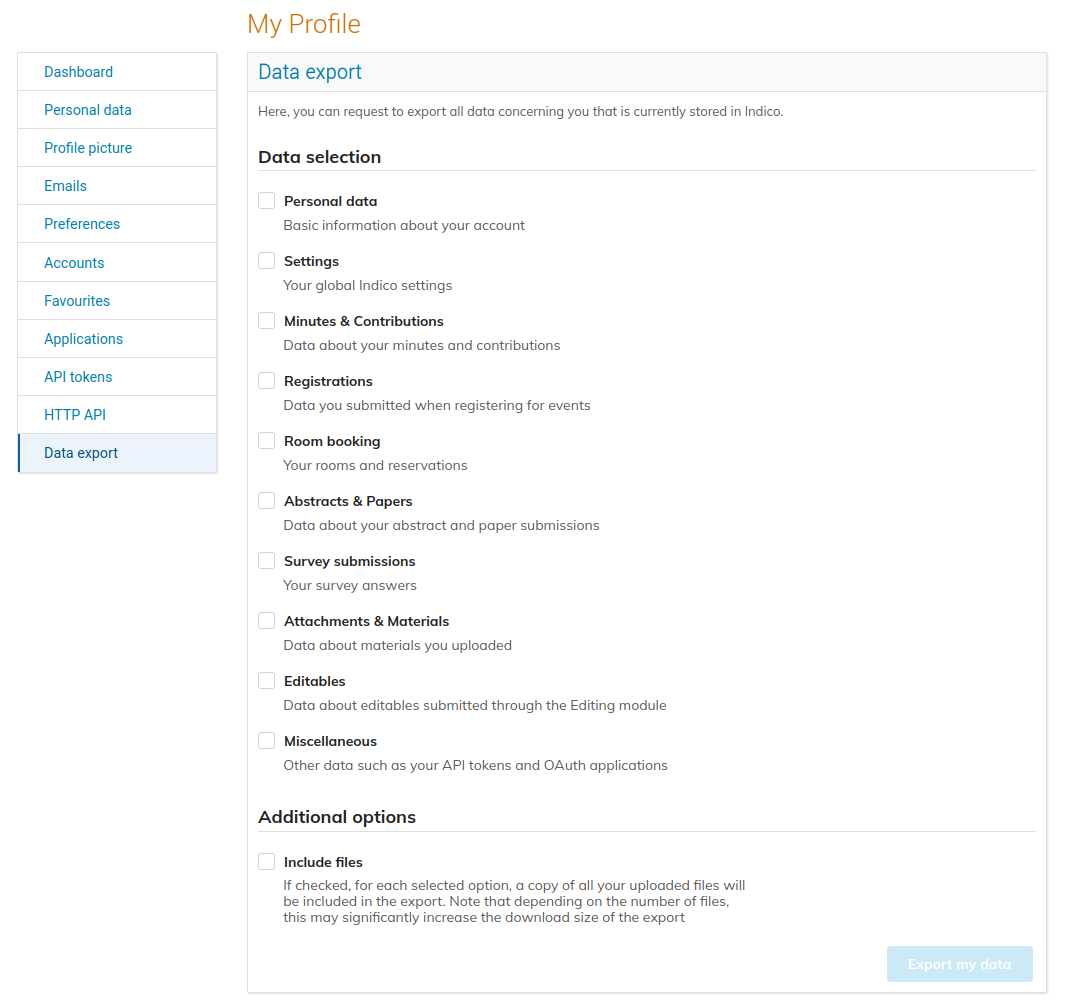 My Profile
Dashboard
Personal data
Profile picture
Emails
Preferences
Accounts
Favourites
Applications
API tokens
HTTP API
Data export
Data export
Here, you can request to export all data concerning you that is currently stored in Indico.
Data selection
Personal data
Basic information about your account
Settings
Your global Indico settings
Minutes & Contributions
Data about your minutes and contributions
Registrations
Data you submitted when registering for events
Room booking
Your rooms and reservations
Abstracts & Papers
Data about your abstract and paper submissions
Survey submissions
Your survey answers
Attachments & Materials
Data about materials you uploaded
Editables
Data about editables submitted through the Editing module
Miscellaneous
Other data such as your API tokens and OAuth applications
Additional options
Include files
If checked, for each selected option, a copy of all your uploaded files will
be included in the export. Note that depending on the number of files,
this may significantly increase the download size of the export
Export my data